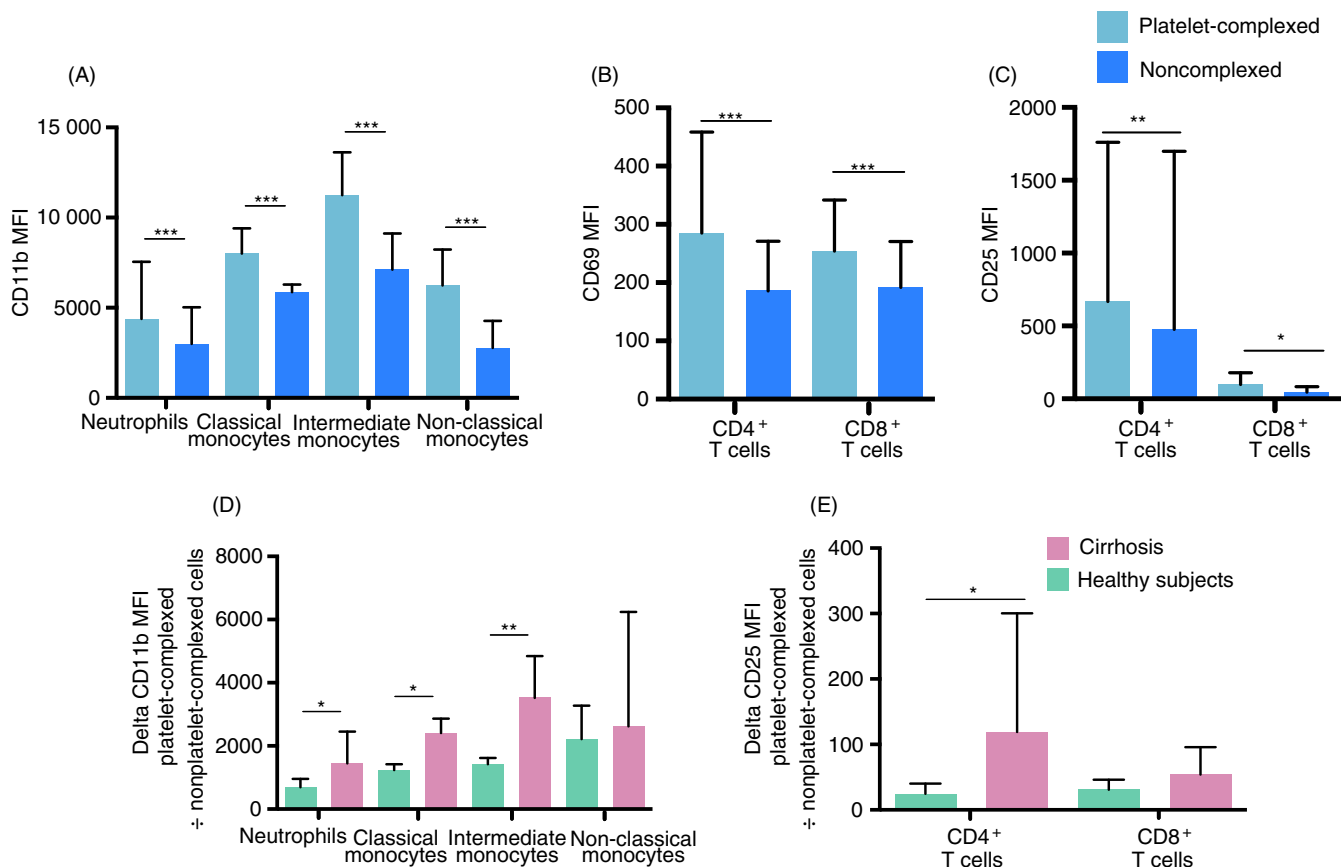 Platelet-complexed
Noncomplexed
(A)
CD11b MFI
15 000
10 000
5000
0
***
***
***
***
Neutrophils
Classical
monocytes
Intermediate
monocytes
Non-classical
monocytes
(B)
CD69 MFI
500
400
300
200
100
0
***
***
CD4+
T cells
CD8+
T cells
(C)
CD25 MFI
2000
1500
1000
500
0
**
*
CD4+
T cells
CD8+
T cells
(D)
Delta CD11b MFI
platelet-complexed
÷ nonplatelet-complexed cells
8000
6000
4000
2000
0
*
*
**
Neutrophils
Classical
monocytes
Intermediate
monocytes
Non-classical
monocytes
(E)
Cirrhosis
Healthy subjects
Delta CD25 MFI
platelet-complexed
÷ nonplatelet-complexed cells
400
300
200
100
0
*
CD4+
T cells
CD8+
T cells